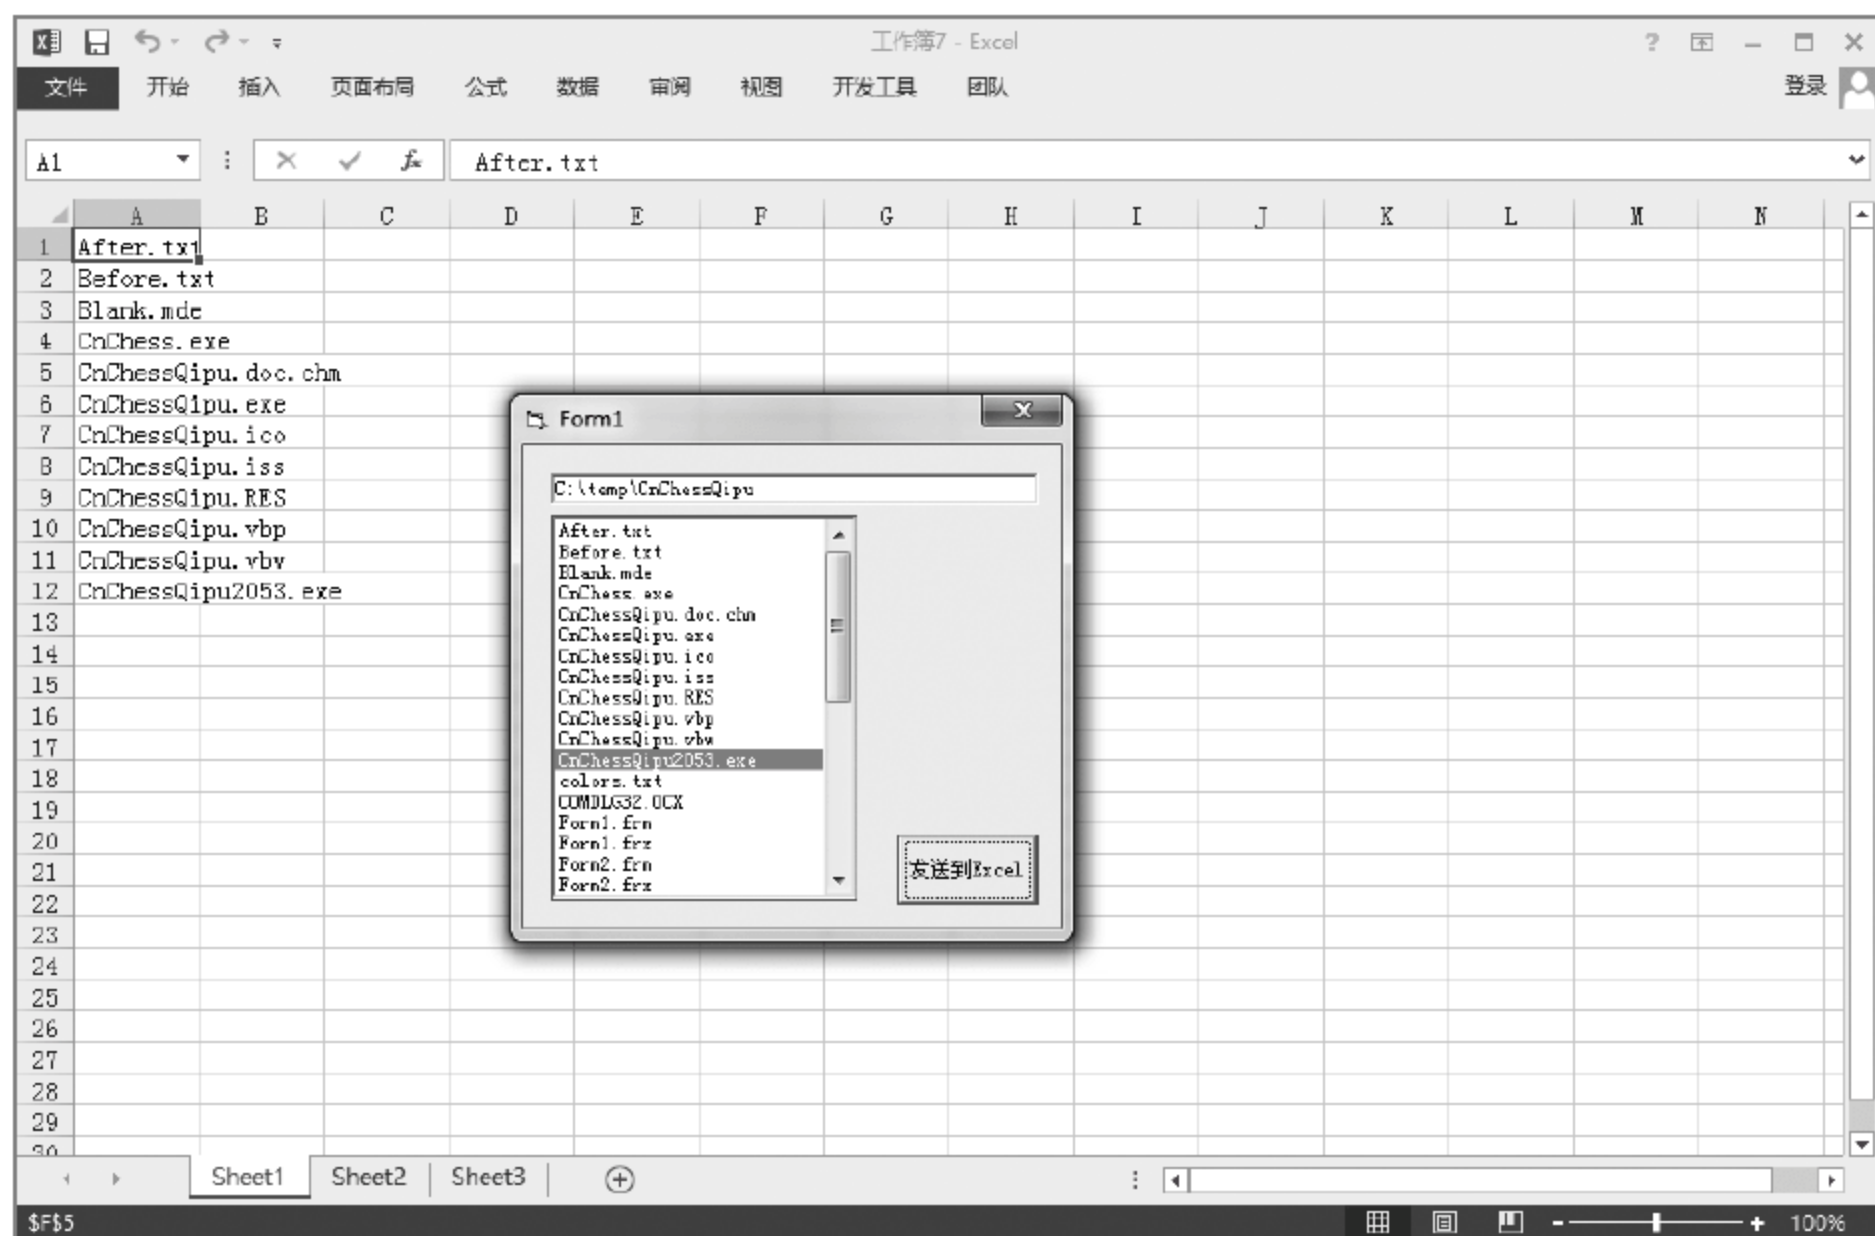 工作簿7 - Excel
文件 开始 插入 页面布局 公式 数据 审阅 视图 开发工具 团队 登录
A1 fx After.txt
A B C D E F G H I J K L M N
1 After.txt
2 Before.txt
3 Blank.mde
4 CnChess.exe
5 CnChessQipu.doc.chm
6 CnChessQipu.exe
7 CnChessQipu.ico
8 CnChessQipu.iss
9 CnChessQipu.RES
10 CnChessQipu.vbp
11 CnChessQipu.vbw
12 CnChessQipu2053.exe
13
14
15
16
17
18
19
20
21
22
23
24
25
26
27
28
29
30
Form1
C:\temp\CnChessQipu
After.txt
Before.txt
Blank.mde
CnChess.exe
CnChessQipu.doc.chm
CnChessQipu.exe
CnChessQipu.ico
CnChessQipu.iss
CnChessQipu.RES
CnChessQipu.vbp
CnChessQipu.vbw
CnChessQipu2053.exe
colors.txt
COMDLG32.OCX
Form1.frm
Form1.frx
Form2.frm
Form2.frx
发送到Excel
Sheet1 Sheet2 Sheet3
$F$5 100%